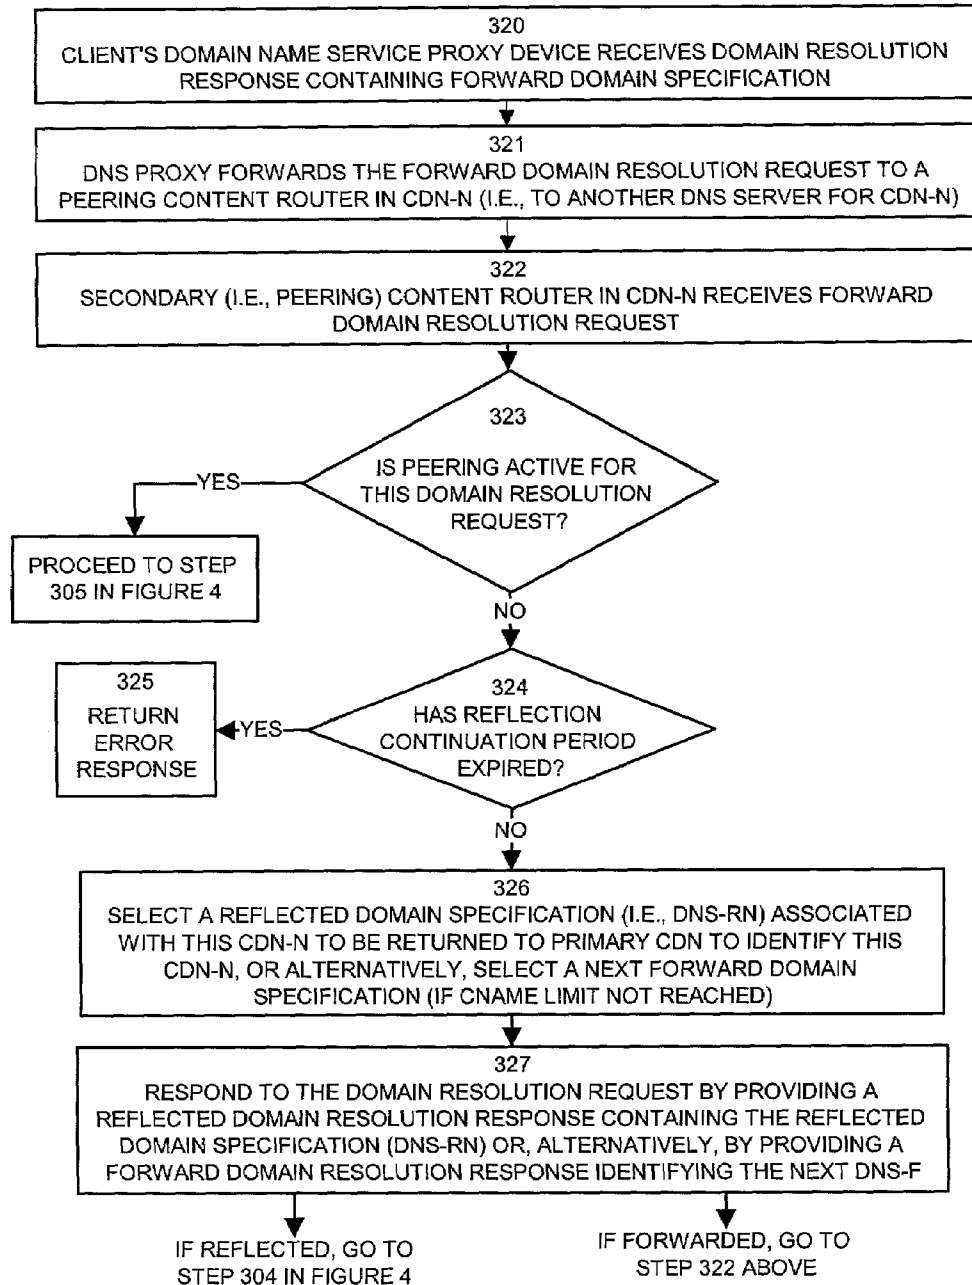 320
CLIENT'S DOMAIN NAME SERVICE PROXY DEVICE RECEIVES DOMAIN RESOLUTION
RESPONSE CONTAINING FORWARD DOMAIN SPECIFICATION
321
DNS PROXY FORWARDS THE FORWARD DOMAIN RESOLUTION REQUEST TO A
PEERING CONTENT ROUTER IN CDN-N (I.E., TO ANOTHER DNS SERVER FOR CDN-N)
322
SECONDARY (I.E., PEERING) CONTENT ROUTER IN CDN-N RECEIVES FORWARD
DOMAIN RESOLUTION REQUEST
323
IS PEERING ACTIVE FOR
THIS DOMAIN RESOLUTION
REQUEST?
YES
PROCEED TO STEP
305 IN FIGURE 4
NO
324
HAS REFLECTION
CONTINUATION PERIOD
EXPIRED?
YES
325
RETURN
ERROR
RESPONSE
NO
326
SELECT A REFLECTED DOMAIN SPECIFICATION (I.E., DNS-RN) ASSOCIATED
WITH THIS CDN-N TO BE RETURNED TO PRIMARY CDN TO IDENTIFY THIS
CDN-N, OR ALTERNATIVELY, SELECT A NEXT FORWARD DOMAIN
SPECIFICATION (IF CNAME LIMIT NOT REACHED)
327
RESPOND TO THE DOMAIN RESOLUTION REQUEST BY PROVIDING A
REFLECTED DOMAIN RESOLUTION RESPONSE CONTAINING THE REFLECTED
DOMAIN SPECIFICATION (DNS-RN) OR, ALTERNATIVELY, BY PROVIDING A
FORWARD DOMAIN RESOLUTION RESPONSE IDENTIFYING THE NEXT DNS-F
IF REFLECTED, GO TO
STEP 304 IN FIGURE 4
IF FORWARDED, GO TO
STEP 322 ABOVE